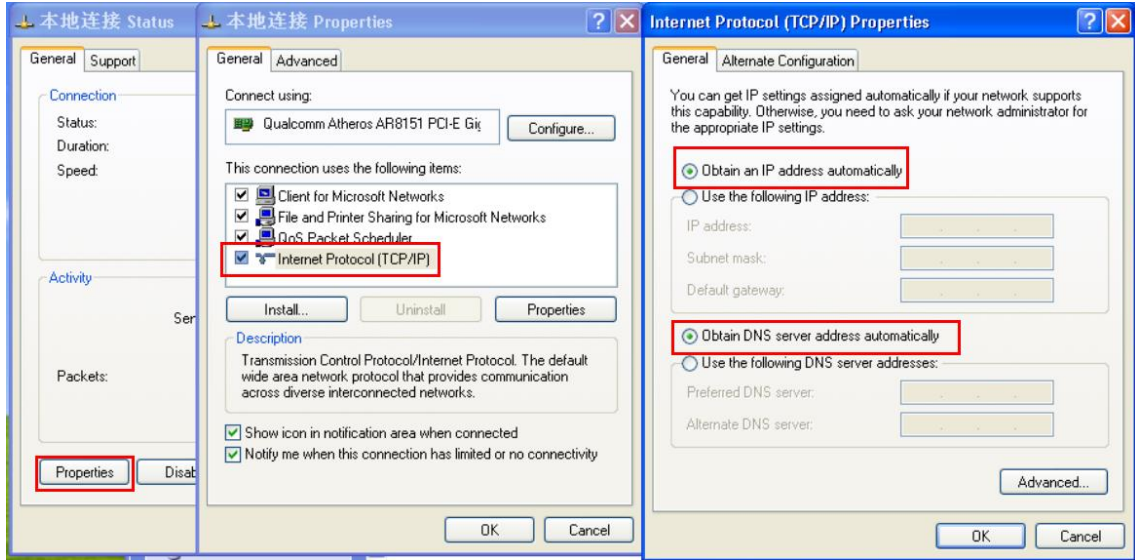 本地连接 Status
General Support
Connection
Status:
Duration:
Speed:
Activity
Packets:
Properties
本地连接 Properties
General Advanced
Connect using:
Qualcomm Atheros AR8151 PCI-E Gig
Configure...
This connection uses the following items:
Client for Microsoft Networks
File and Printer Sharing for Microsoft Networks
QoS Packet Scheduler
Internet Protocol (TCP/IP)
Install... Uninstall Properties
Description
Transmission Control Protocol/Internet Protocol. The default
wide area network protocol that provides communication
across diverse interconnected networks.
Show icon in notification area when connected
Notify me when this connection has limited or no connectivity
OK Cancel
Internet Protocol (TCP/IP) Properties
General Alternate Configuration
You can get IP settings assigned automatically if your network supports
this capability. Otherwise, you need to ask your network administrator for
the appropriate IP settings.
Obtain an IP address automatically
Use the following IP address:
IP address:
Subnet mask:
Default gateway:
Obtain DNS server address automatically
Use the following DNS server addresses:
Preferred DNS server:
Alternate DNS server:
Advanced...
OK Cancel